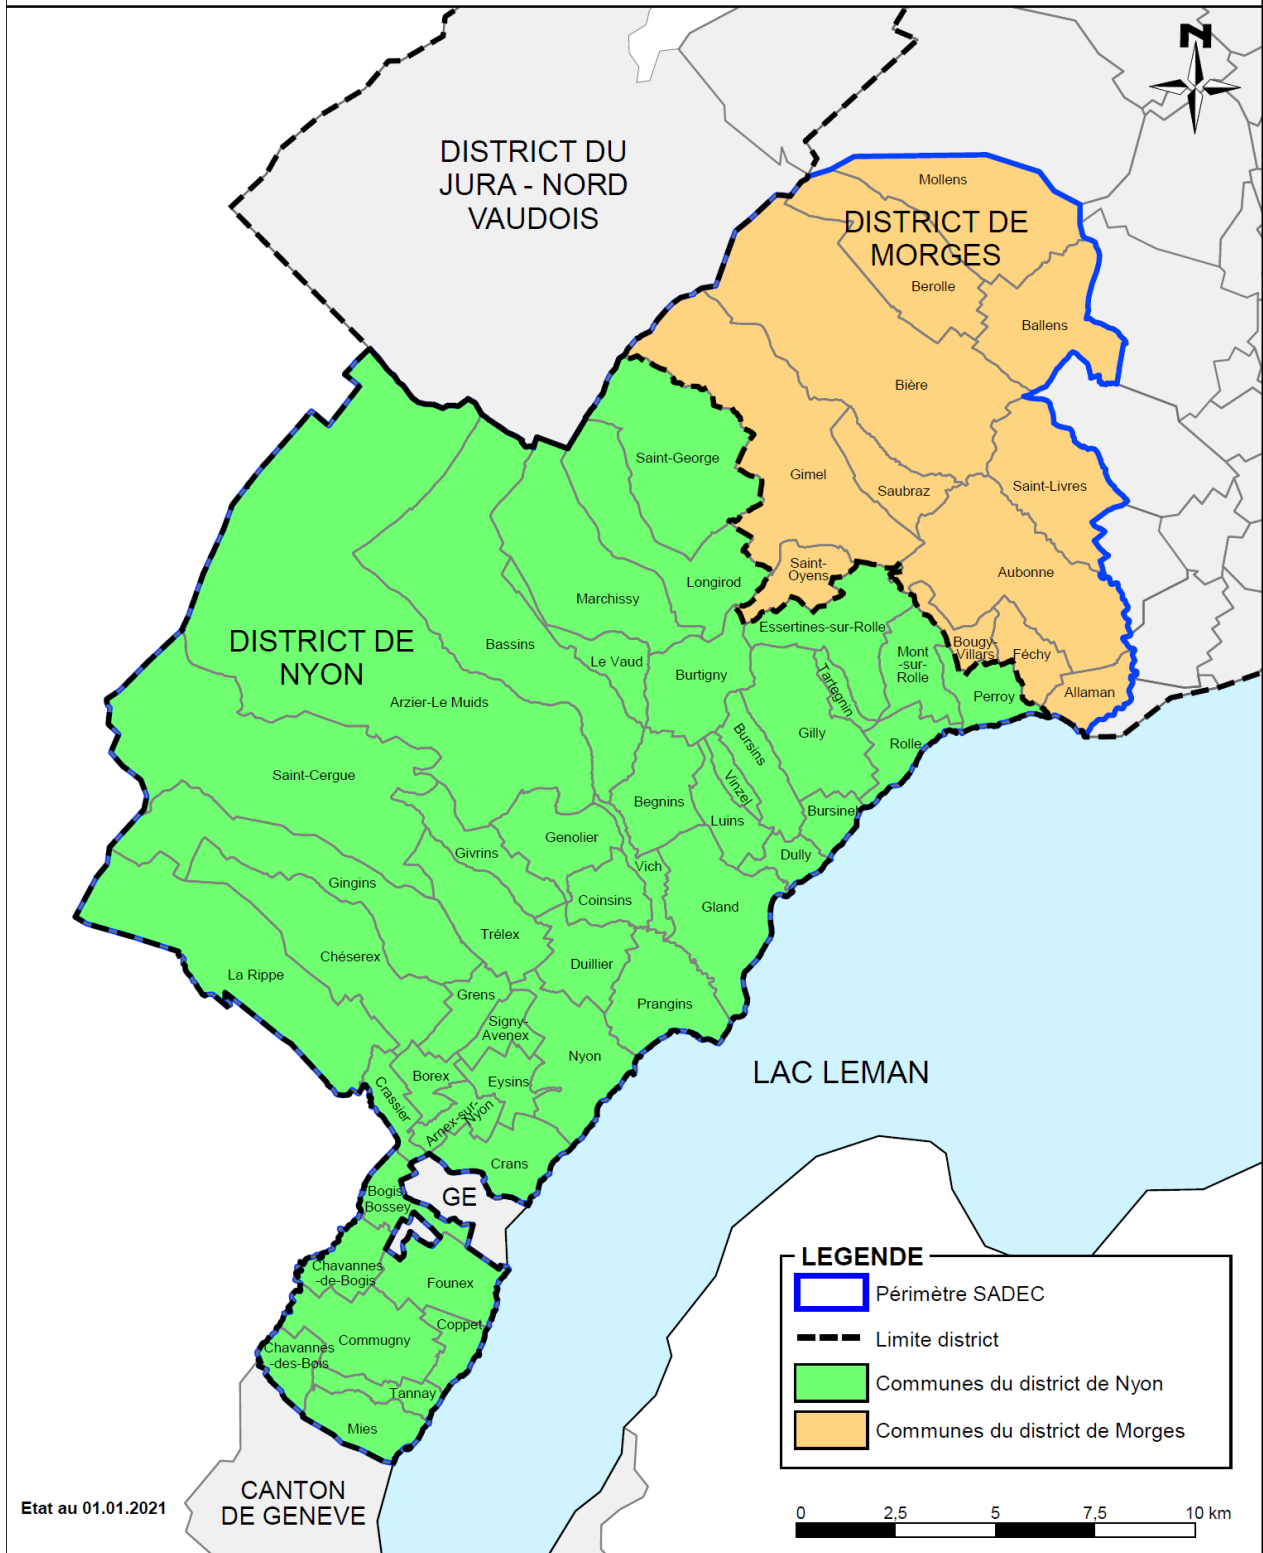 N
DISTRICT DU
JURA - NORD
VAUDOIS
Mollens
DISTRICT DE
MORGES
Berolle
Ballens
Bière
Saint-George
Gimel
Saubraz
Saint-Livres
Saint-
Oyens
Aubonne
Longirod
Marchissy
Essertines-sur-Rolle
DISTRICT DE
NYON
Bassins
Le Vaud
Burtigny
Tartegnin
Mont
-sur-
Rolle
Bougy-
Villars
Féchy
Perroy
Allaman
Arzier-Le Muids
Bursins
Gilly
Rolle
Saint-Cergue
Begnins
Vinzel
Luins
Bursinel
Genolier
Givrins
Vich
Dully
Gingins
Coinsins
Gland
Trélex
Chéserex
La Rippe
Duillier
Grens
Prangins
Signy-
Avenex
Nyon
LAC LEMAN
Borex
Eysins
Crassier
Arnex-sur-
Nyon
Crans
Bogis
Bossey
GE
Chavannes
-de-Bogis
Founex
Coppet
Commugny
Chavannes
-des-Bois
Tannay
Mies
CANTON
DE GENEVE
Etat au 01.01.2021
LEGENDE
Périmètre SADEC
Limite district
Communes du district de Nyon
Communes du district de Morges
0 2,5 5 7,5 10 km